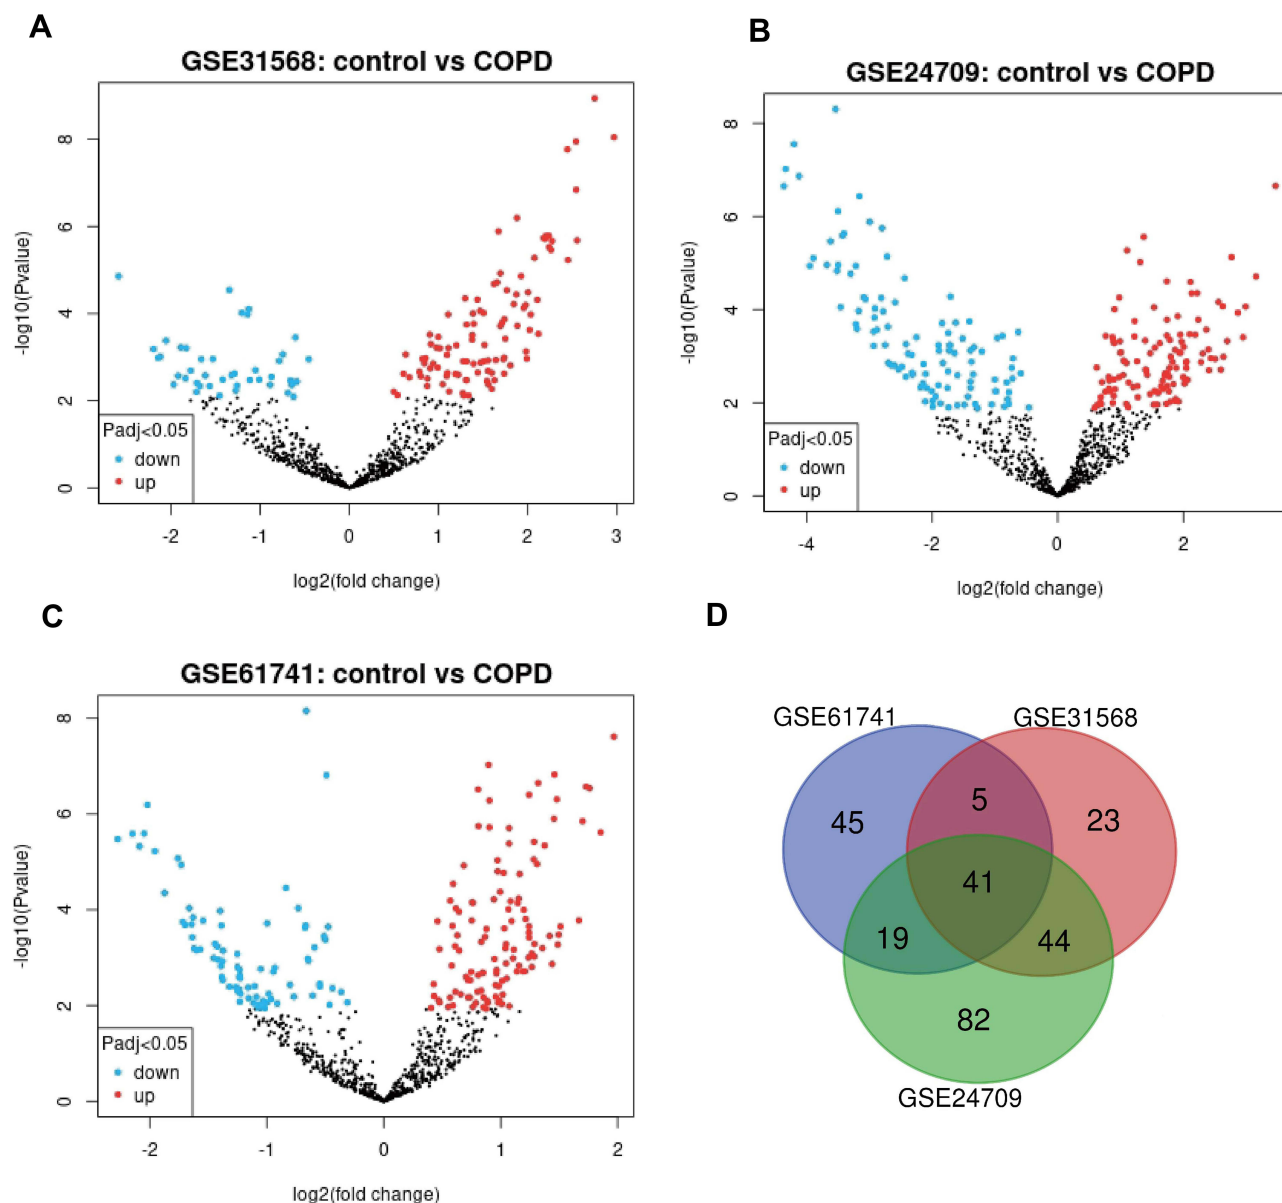 A
GSE31568: control vs COPD
-log10(Pvalue)
8
6
4
2
0
Padj<0.05
down
up
-2 -1 0 1 2 3
log2(fold change)
B
GSE24709: control vs COPD
-log10(Pvalue)
8
6
4
2
0
Padj<0.05
down
up
-4 -2 0 2
log2(fold change)
C
GSE61741: control vs COPD
-log10(Pvalue)
8
6
4
2
0
Padj<0.05
down
up
-2 -1 0 1 2
log2(fold change)
D
GSE61741 GSE31568
45 5 23
41
19 44
82
GSE24709